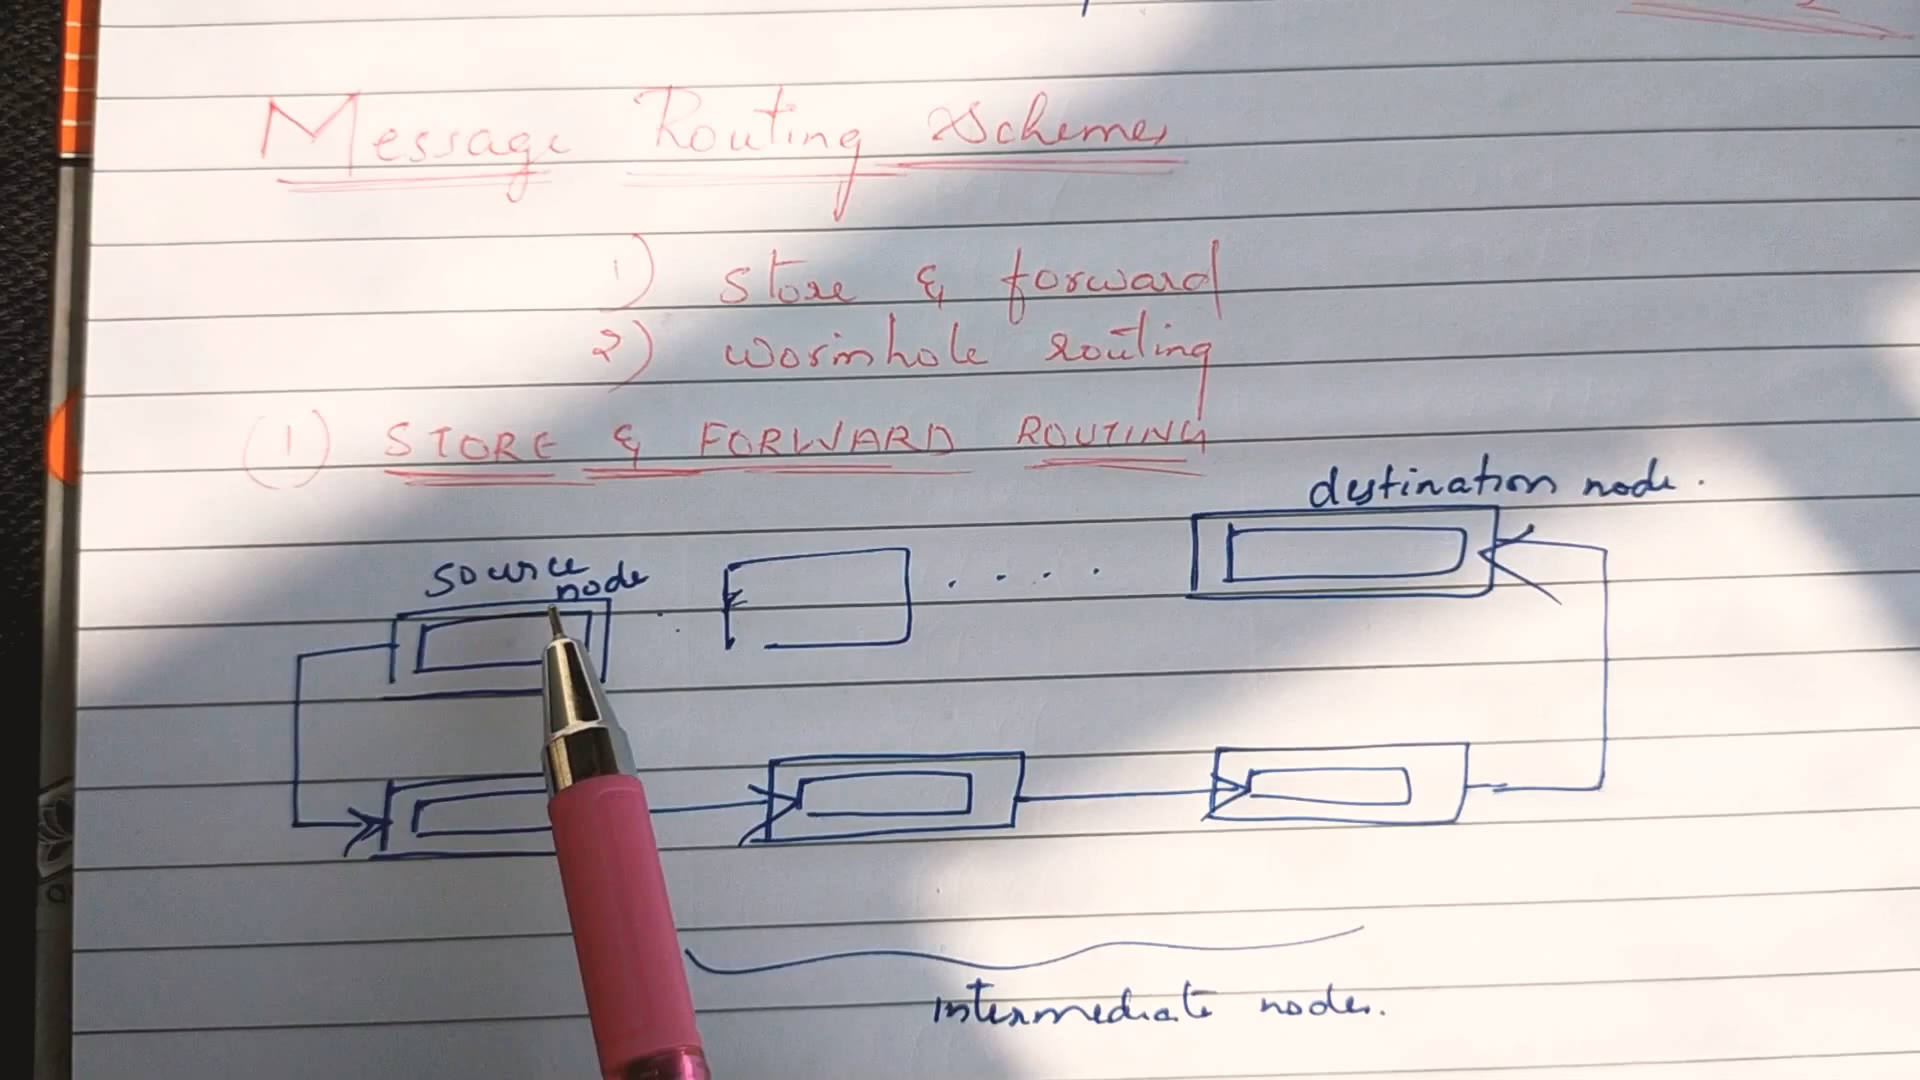 Message Routing Schemes
1) store & forward
2) wormhole routing
(1) STORE & FORWARD ROUTING
destination node.
source
node
intermediate nodes.